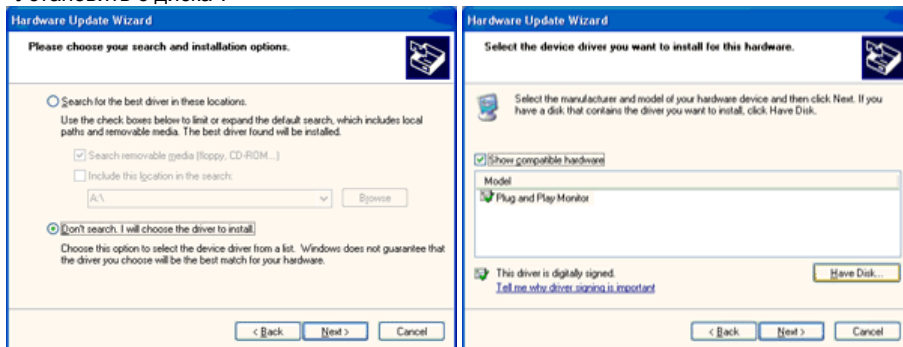 Hardware Update Wizard
Please choose your search and installation options.
Search for the best driver in these locations.
Use the check boxes below to limit or expand the default search, which includes local
paths and removable media. The best driver found will be installed.
Search removable media (floppy, CD-ROM...)
Include this location in the search:
A:\
Browse
Don't search. I will choose the driver to install.
Choose this option to select the device driver from a list. Windows does not guarantee that
the driver you choose will be the best match for your hardware.
< Back
Next >
Cancel
Hardware Update Wizard
Select the device driver you want to install for this hardware.
Select the manufacturer and model of your hardware device and then click Next. If you
have a disk that contains the driver you want to install, click Have Disk.
Show compatible hardware
Model
Plug and Play Monitor
This driver is digitally signed.
Tell me why driver signing is important
Have Disk...
< Back
Next >
Cancel